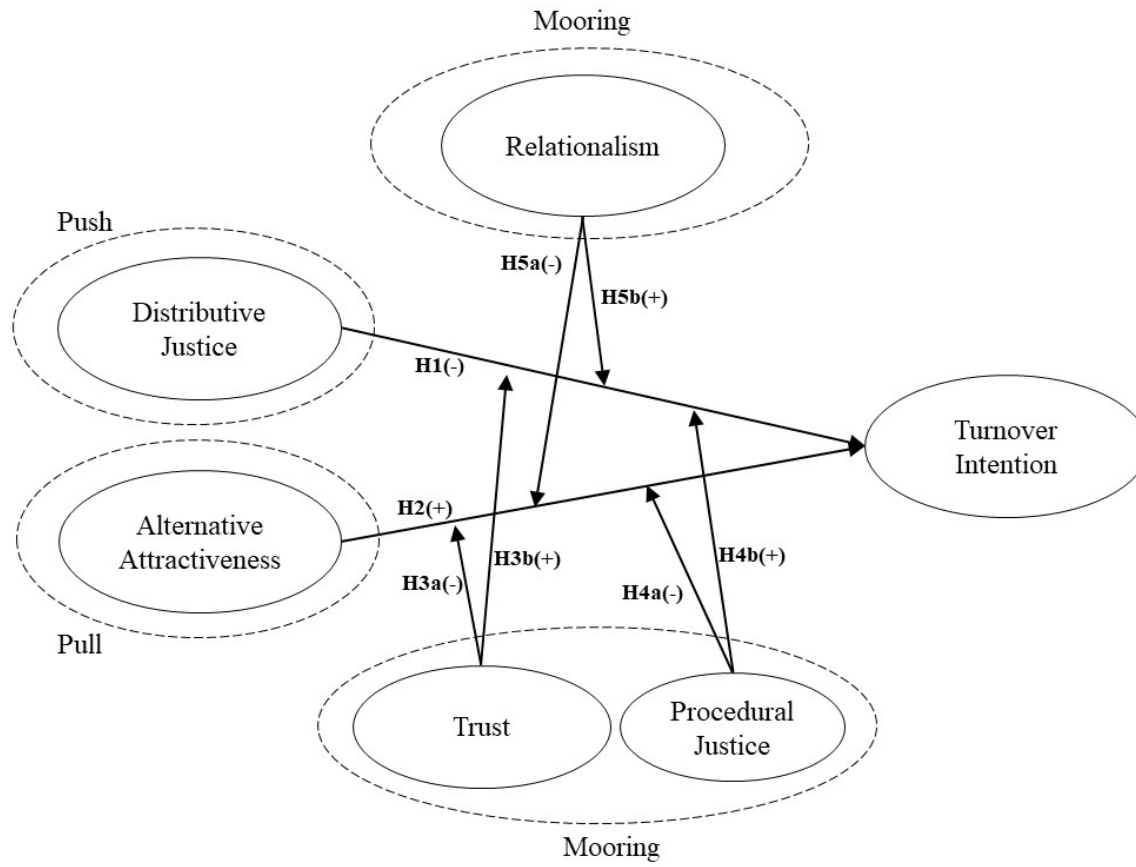 Mooring
Relationalism
Push
H5a(-)
H5b(+)
Distributive
Justice
H1(-)
Turnover
Intention
H2(+)
Alternative
Attractiveness
H3b(+)
H4b(+)
H3a(-)
H4a(-)
Pull
Trust
Procedural
Justice
Mooring